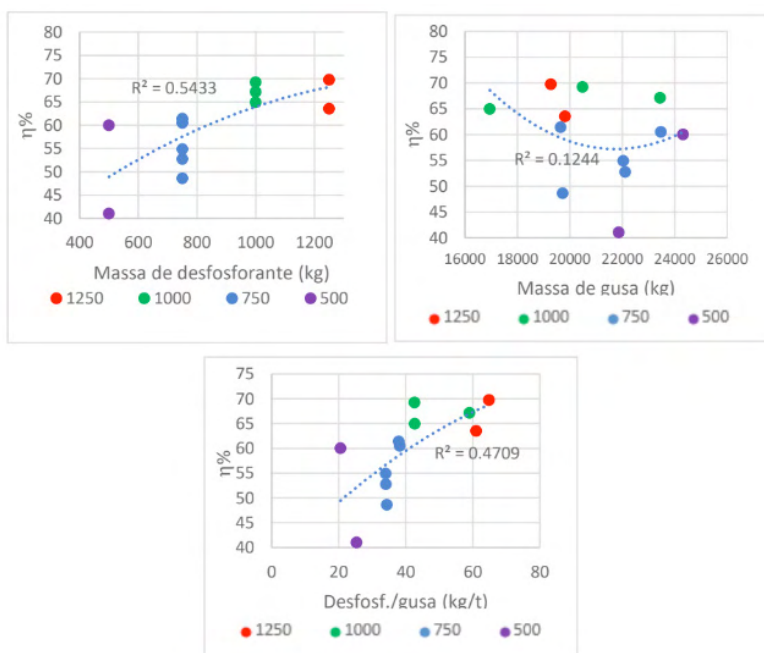 80
75
70
65
60
55
50
45
40
η%
R² = 0.5433
400 600 800 1000 1200
Massa de desfosforante (kg)
1250 1000 750 500
80
75
70
65
60
55
50
45
40
η%
R² = 0.1244
16000 18000 20000 22000 24000 26000
Massa de gusa (kg)
1250 1000 750 500
75
70
65
60
55
50
45
40
η%
R² = 0.4709
0 20 40 60 80
Desfosf./gusa (kg/t)
1250 1000 750 500